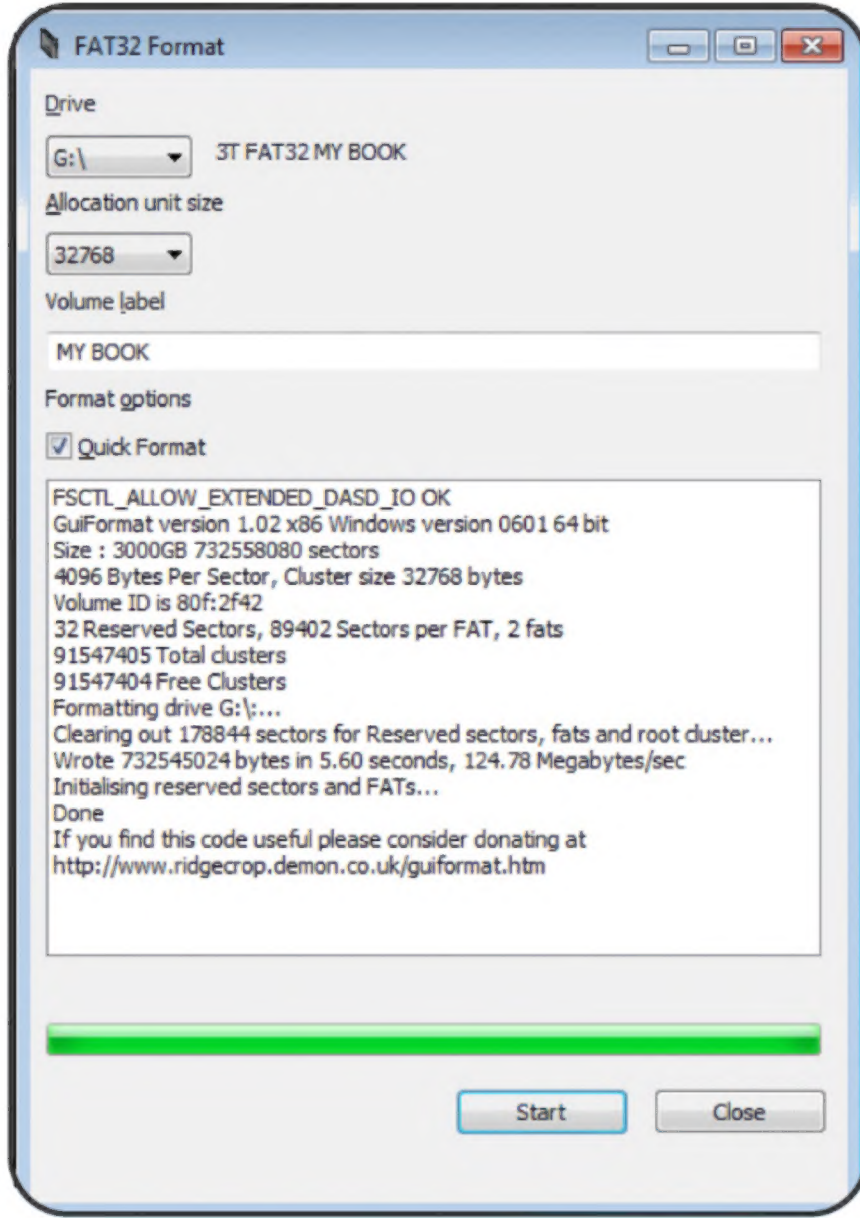 FAT32 Format
Drive
G:\ 3T FAT32 MY BOOK
Allocation unit size
32768
Volume label
MY BOOK
Format options
Quick Format
FSCTL_ALLOW_EXTENDED_DASD_IO OK
GuiFormat version 1.02 x86 Windows version 0601 64 bit
Size : 3000GB 732558080 sectors
4096 Bytes Per Sector, Cluster size 32768 bytes
Volume ID is 80f:2f42
32 Reserved Sectors, 89402 Sectors per FAT, 2 fats
91547405 Total clusters
91547404 Free Clusters
Formatting drive G:\:...
Clearing out 178844 sectors for Reserved sectors, fats and root cluster...
Wrote 732545024 bytes in 5.60 seconds, 124.78 Megabytes/sec
Initialising reserved sectors and FATs...
Done
If you find this code useful please consider donating at
http://www.ridgecrop.demon.co.uk/guiformat.htm
Start Close